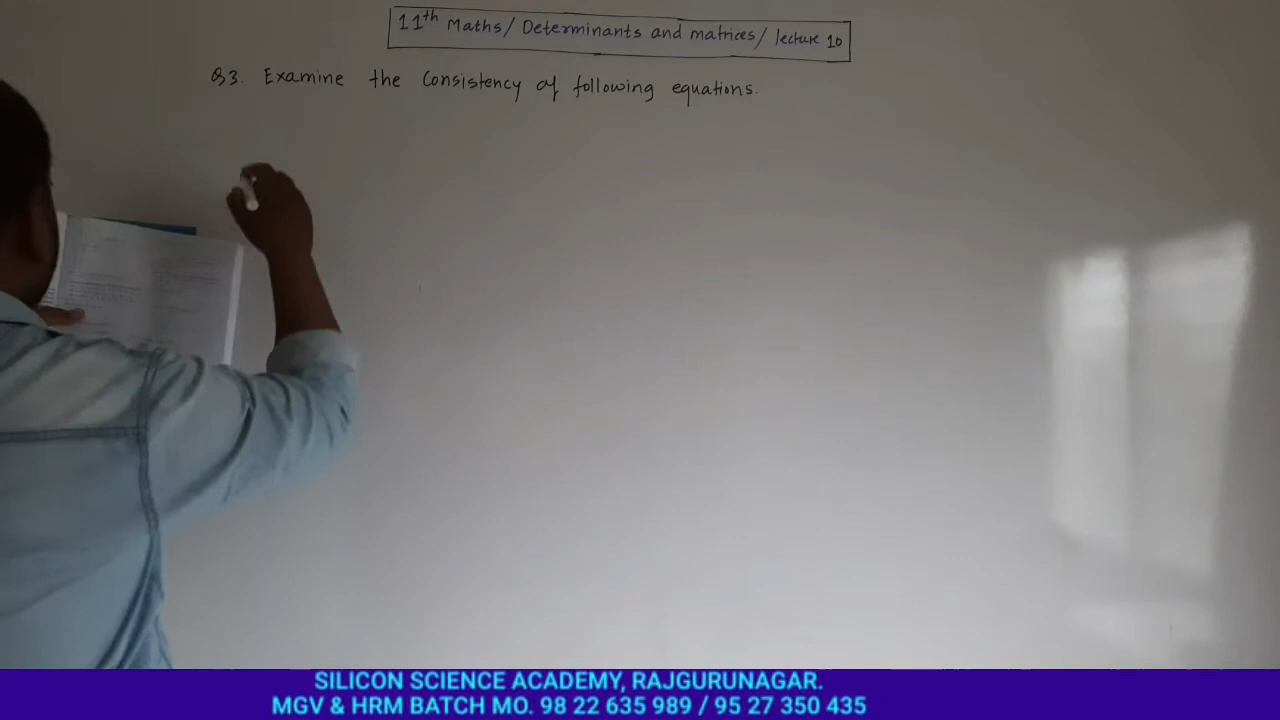 11th Maths/ Determinants and matrices/ lecture 10
Q3. Examine the Consistency of following equations.
SILICON SCIENCE ACADEMY, RAJGURUNAGAR.
MGV & HRM BATCH MO. 98 22 635 989 / 95 27 350 435